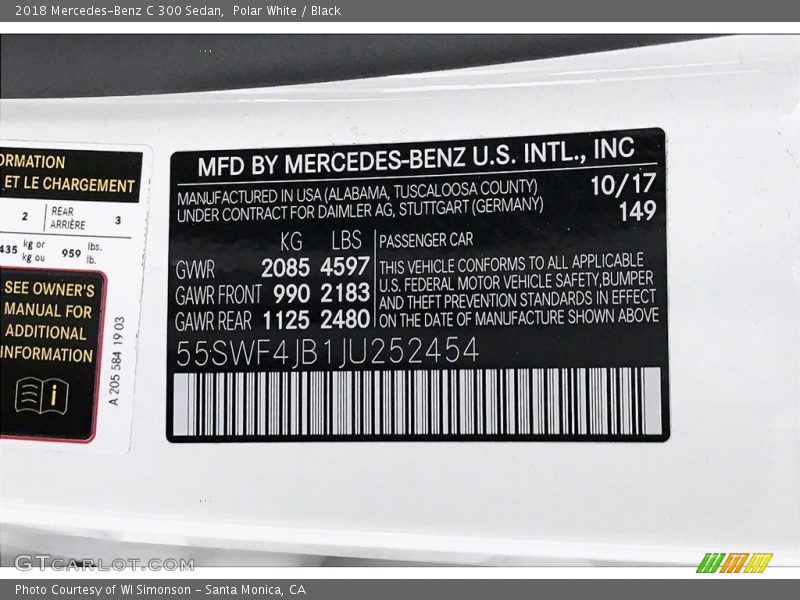 2018 Mercedes-Benz C 300 Sedan,  Polar White / Black
ORMATION
ET LE CHARGEMENT
2 REAR ARRIÈRE 3
435 kg or kg ou 959 lbs. lb.
SEE OWNER'S
MANUAL FOR
ADDITIONAL
INFORMATION
i
A 205 584 19 03
MFD BY MERCEDES-BENZ U.S. INTL., INC
MANUFACTURED IN USA (ALABAMA, TUSCALOOSA COUNTY) 10/17
UNDER CONTRACT FOR DAIMLER AG, STUTTGART (GERMANY) 149
KG LBS PASSENGER CAR
GVWR 2085 4597 THIS VEHICLE CONFORMS TO ALL APPLICABLE
U.S. FEDERAL MOTOR VEHICLE SAFETY,BUMPER
GAWR FRONT 990 2183 AND THEFT PREVENTION STANDARDS IN EFFECT
GAWR REAR 1125 2480 ON THE DATE OF MANUFACTURE SHOWN ABOVE
55SWF4JB1JU252454
GTCARLOT.COM
Photo Courtesy of WI Simonson - Santa Monica, CA